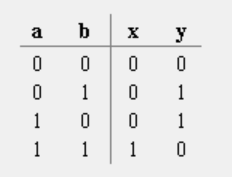 a b x y
0 0 0 0
0 1 0 1
1 0 0 1
1 1 1 0